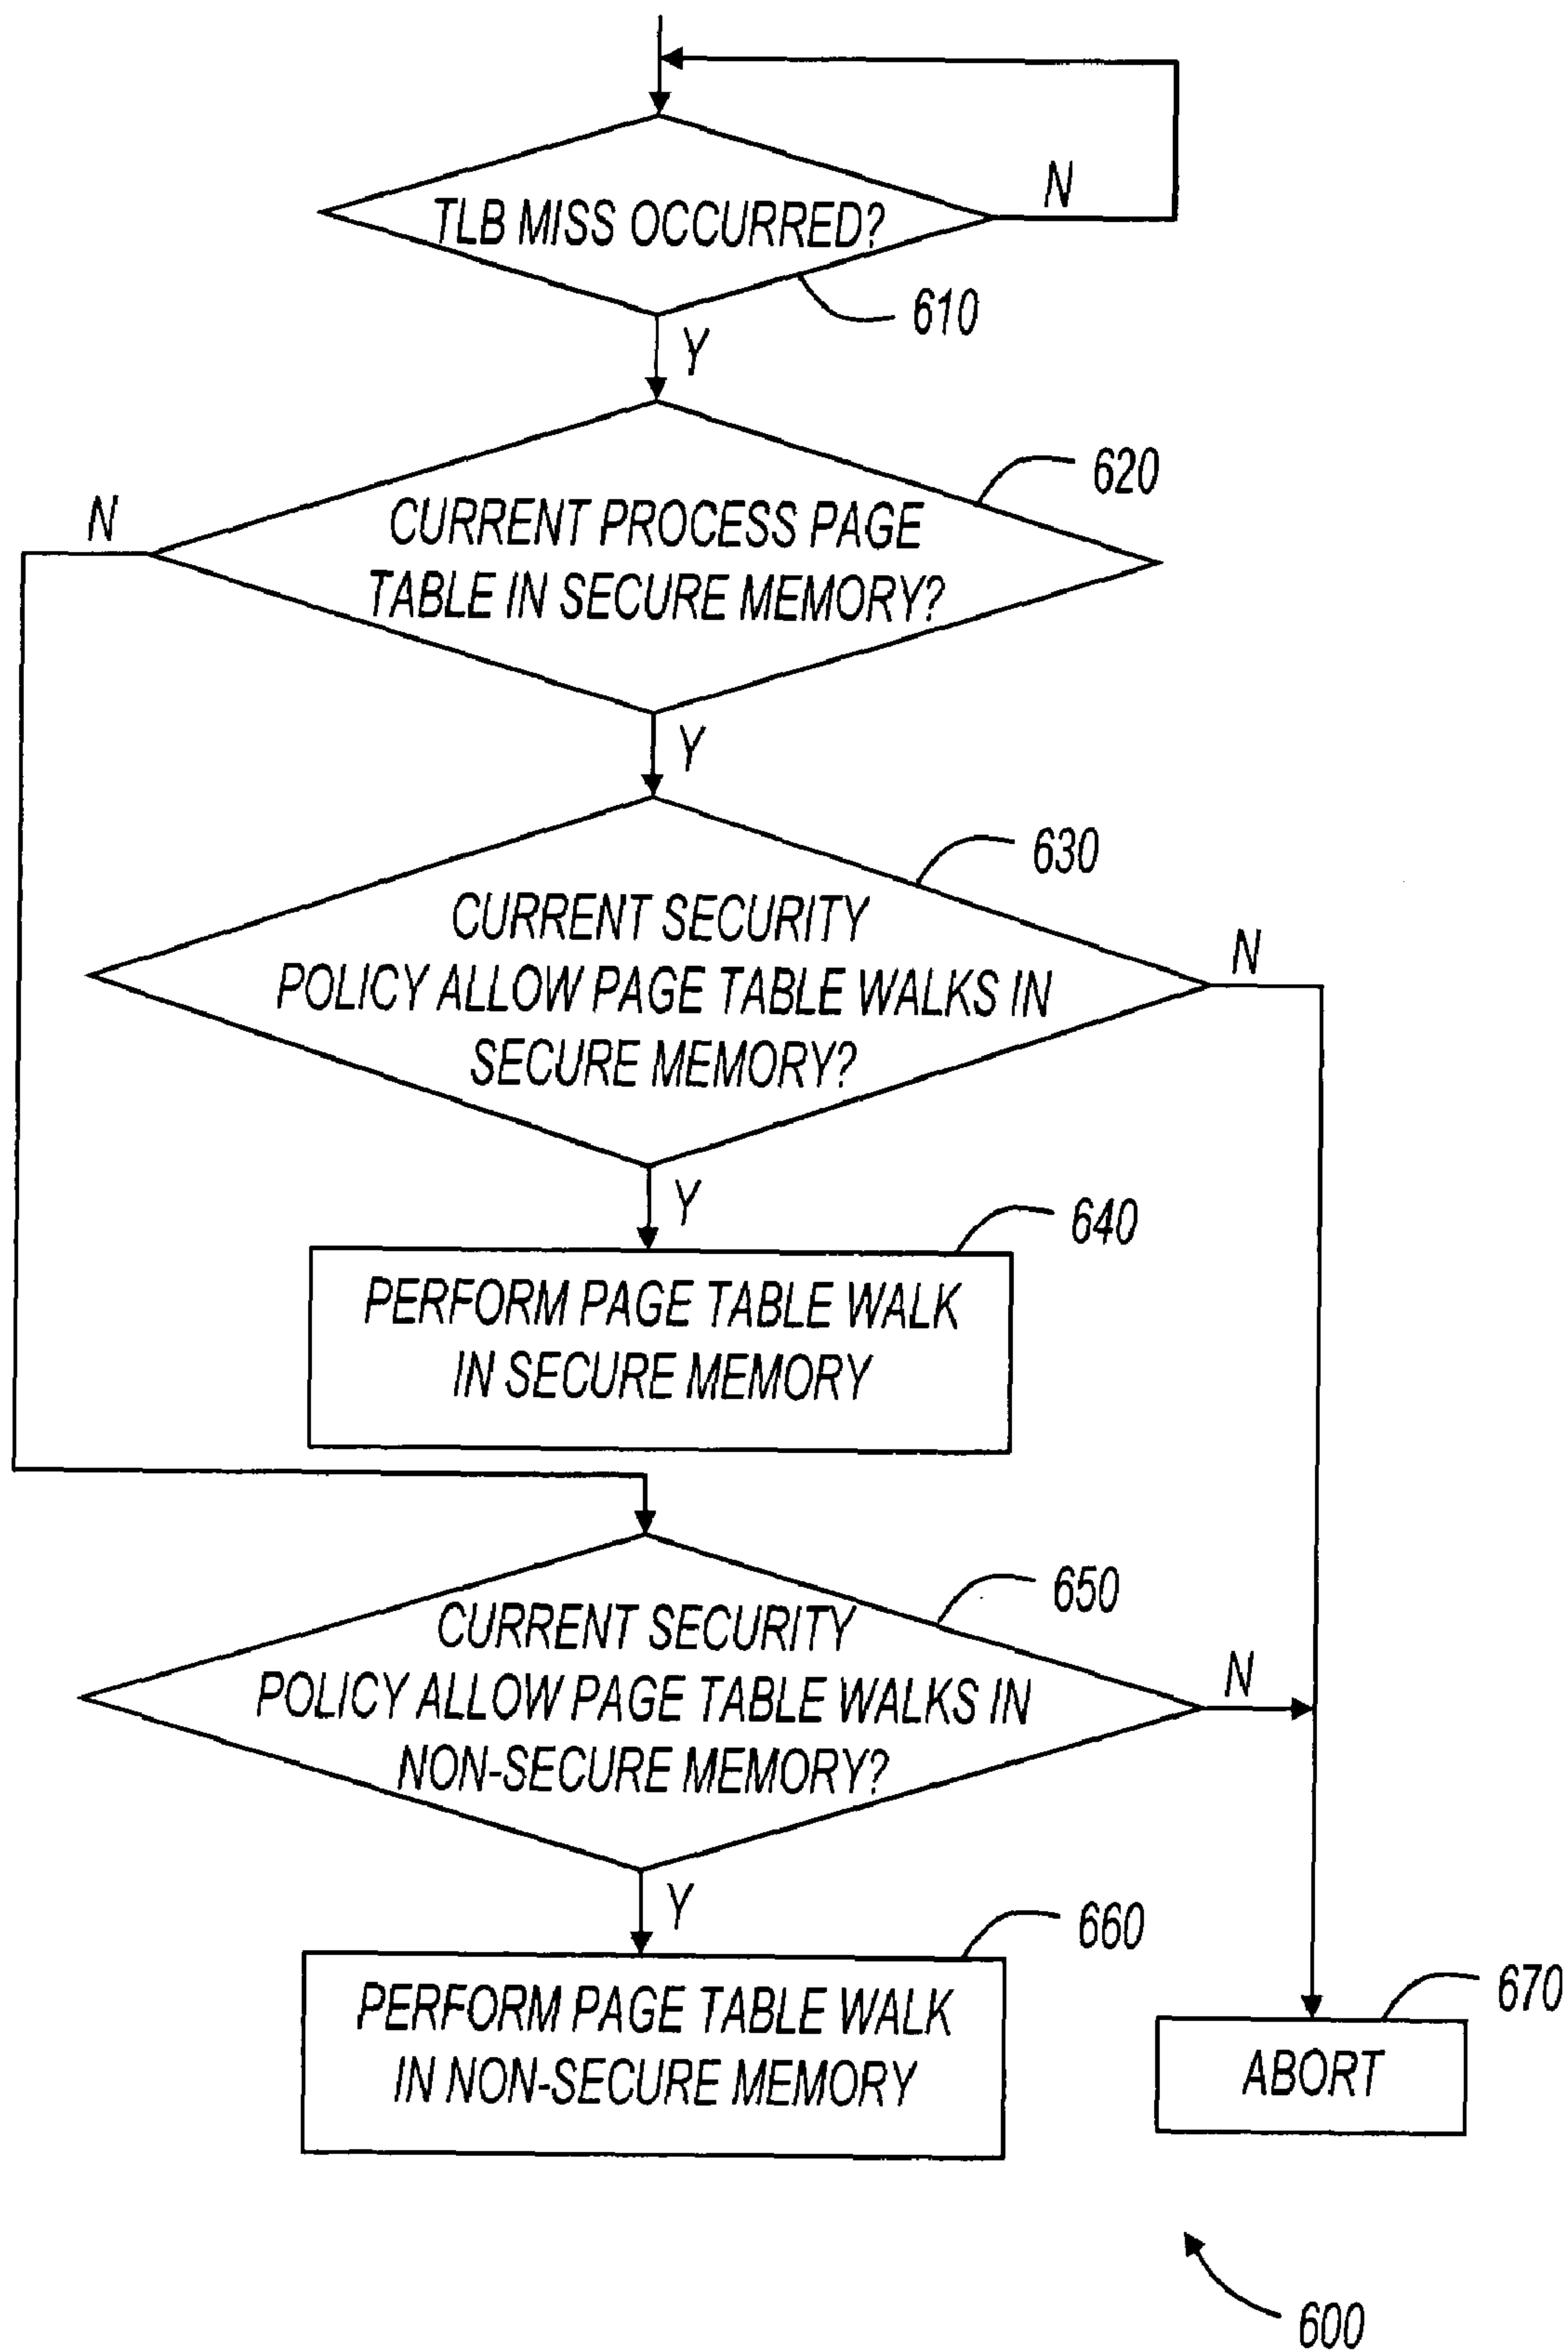 N
TLB MISS OCCURRED?
610
Y
620
N
CURRENT PROCESS PAGE
TABLE IN SECURE MEMORY?
Y
630
CURRENT SECURITY
N
POLICY ALLOW PAGE TABLE WALKS IN
SECURE MEMORY?
Y
640
PERFORM PAGE TABLE WALK
IN SECURE MEMORY
650
CURRENT SECURITY
N
POLICY ALLOW PAGE TABLE WALKS IN
NON-SECURE MEMORY?
Y
660
PERFORM PAGE TABLE WALK
IN NON-SECURE MEMORY
670
ABORT
600